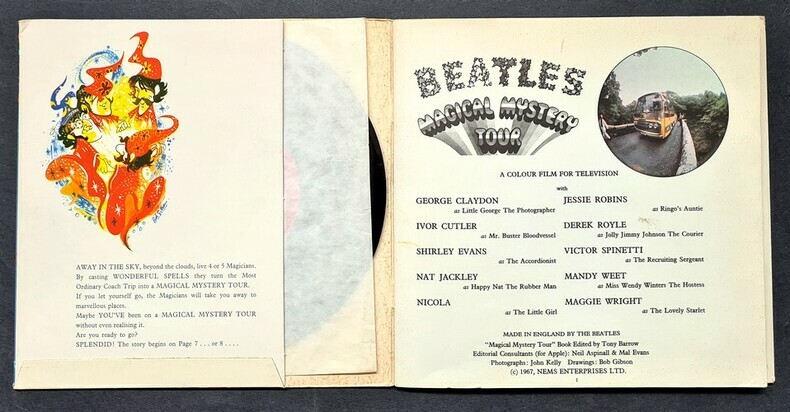 AWAY IN THE SKY, beyond the clouds, live 4 or 5 Magicians.
By casting WONDERFUL SPELLS they turn the Most
Ordinary Coach Trip into a MAGICAL MYSTERY TOUR.
If you let yourself go, the Magicians will take you away to
marvellous places.
Maybe YOU'VE been on a MAGICAL MYSTERY TOUR
without even realising it.
Are you ready to go?
SPLENDID! The story begins on Page 7 . . . or 8 . . . .
BEATLES
MAGICAL MYSTERY
TOUR
A COLOUR FILM FOR TELEVISION
with
GEORGE CLAYDON
as Little George The Photographer
JESSIE ROBINS
as Ringo's Auntie
IVOR CUTLER
as Mr. Buster Bloodvessel
DEREK ROYLE
as Jolly Jimmy Johnson The Courier
SHIRLEY EVANS
as The Accordionist
VICTOR SPINETTI
as The Recruiting Sergeant
NAT JACKLEY
as Happy Nat The Rubber Man
MANDY WEET
as Miss Wendy Winters The Hostess
NICOLA
as The Little Girl
MAGGIE WRIGHT
as The Lovely Starlet
MADE IN ENGLAND BY THE BEATLES
"Magical Mystery Tour" Book Edited by Tony Barrow
Editorial Consultants (for Apple): Neil Aspinall & Mal Evans
Photographs: John Kelly Drawings: Bob Gibson
(c) 1967, NEMS ENTERPRISES LTD.
1